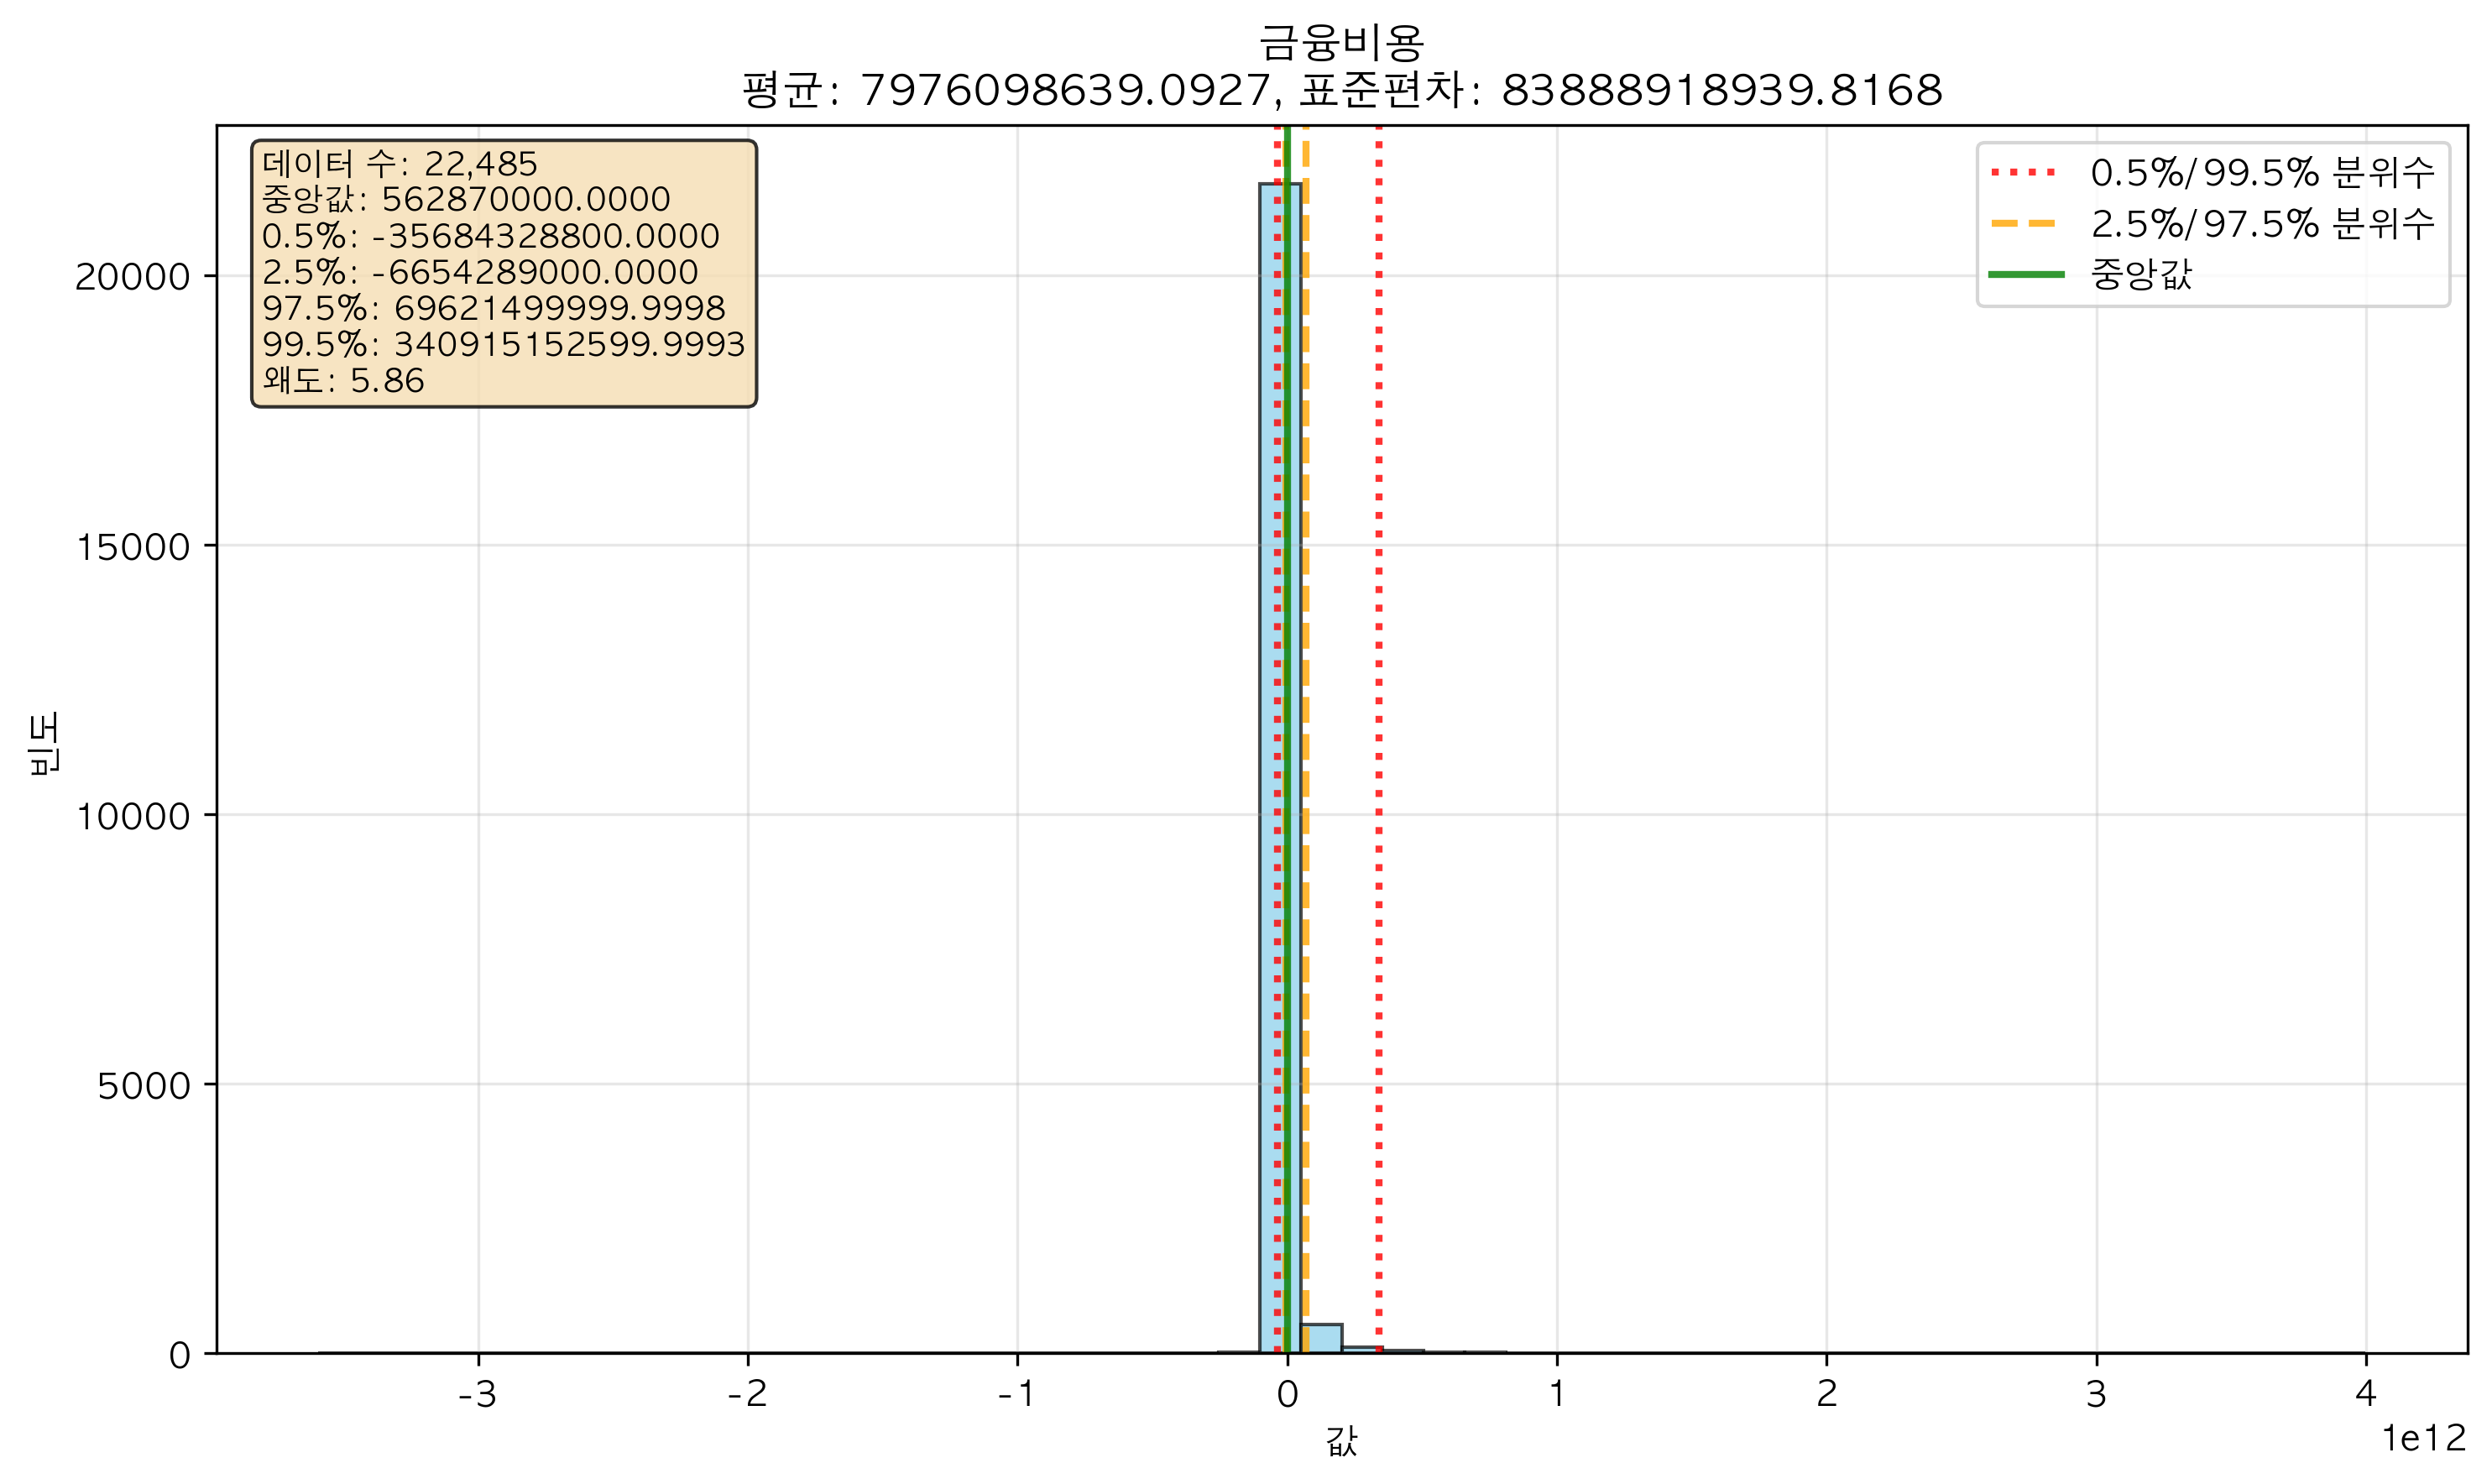 금융비용
평균: 7976098639.0927, 표준편차: 83888918939.8168
데이터 수: 22,485
중앙값: 562870000.0000
0.5%: -35684328800.0000
2.5%: -6654289000.0000
97.5%: 69621499999.9998
99.5%: 340915152599.9993
왜도: 5.86
0.5%/99.5% 분위수
2.5%/97.5% 분위수
중앙값
빈도
20000
15000
10000
5000
0
-3 -2 -1 0 1 2 3 4
1e12
값